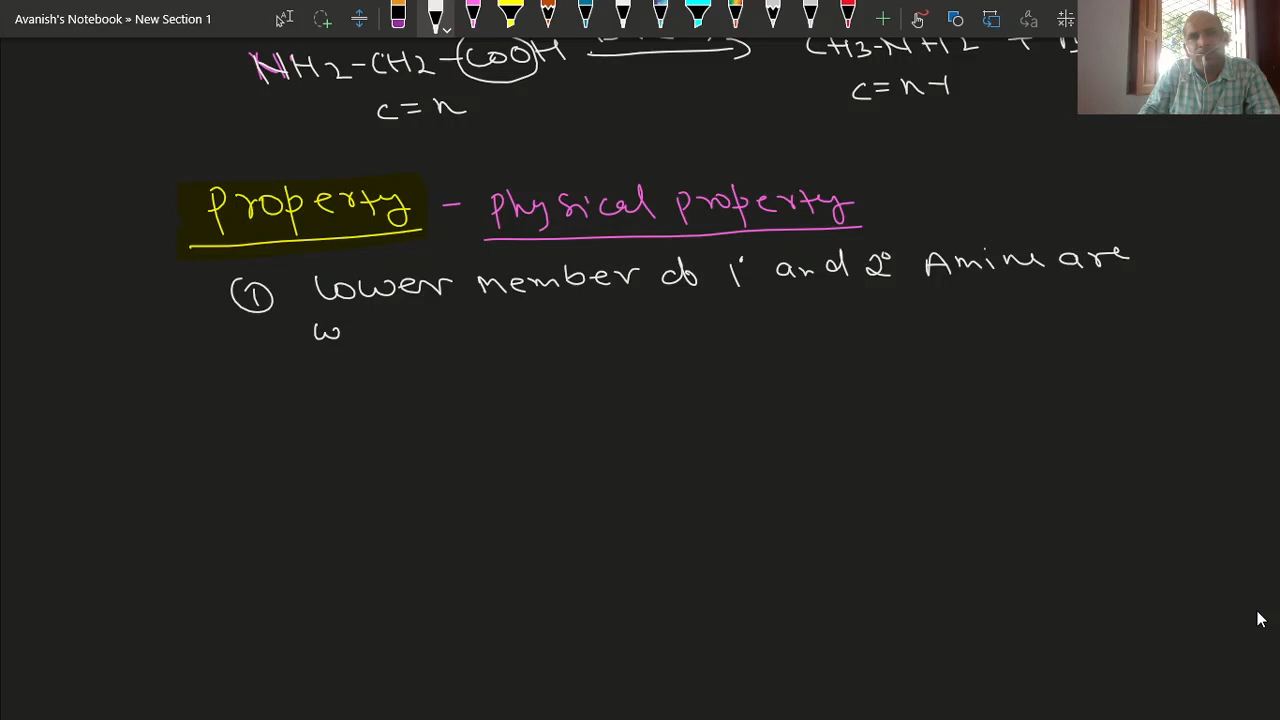 Avanish's Notebook » New Section 1
NH2-CH2-COOH
CH3-NH2 +
c=n
c=n-1
Property - physical property
① Lower member of 1° and 2° Amine are
w